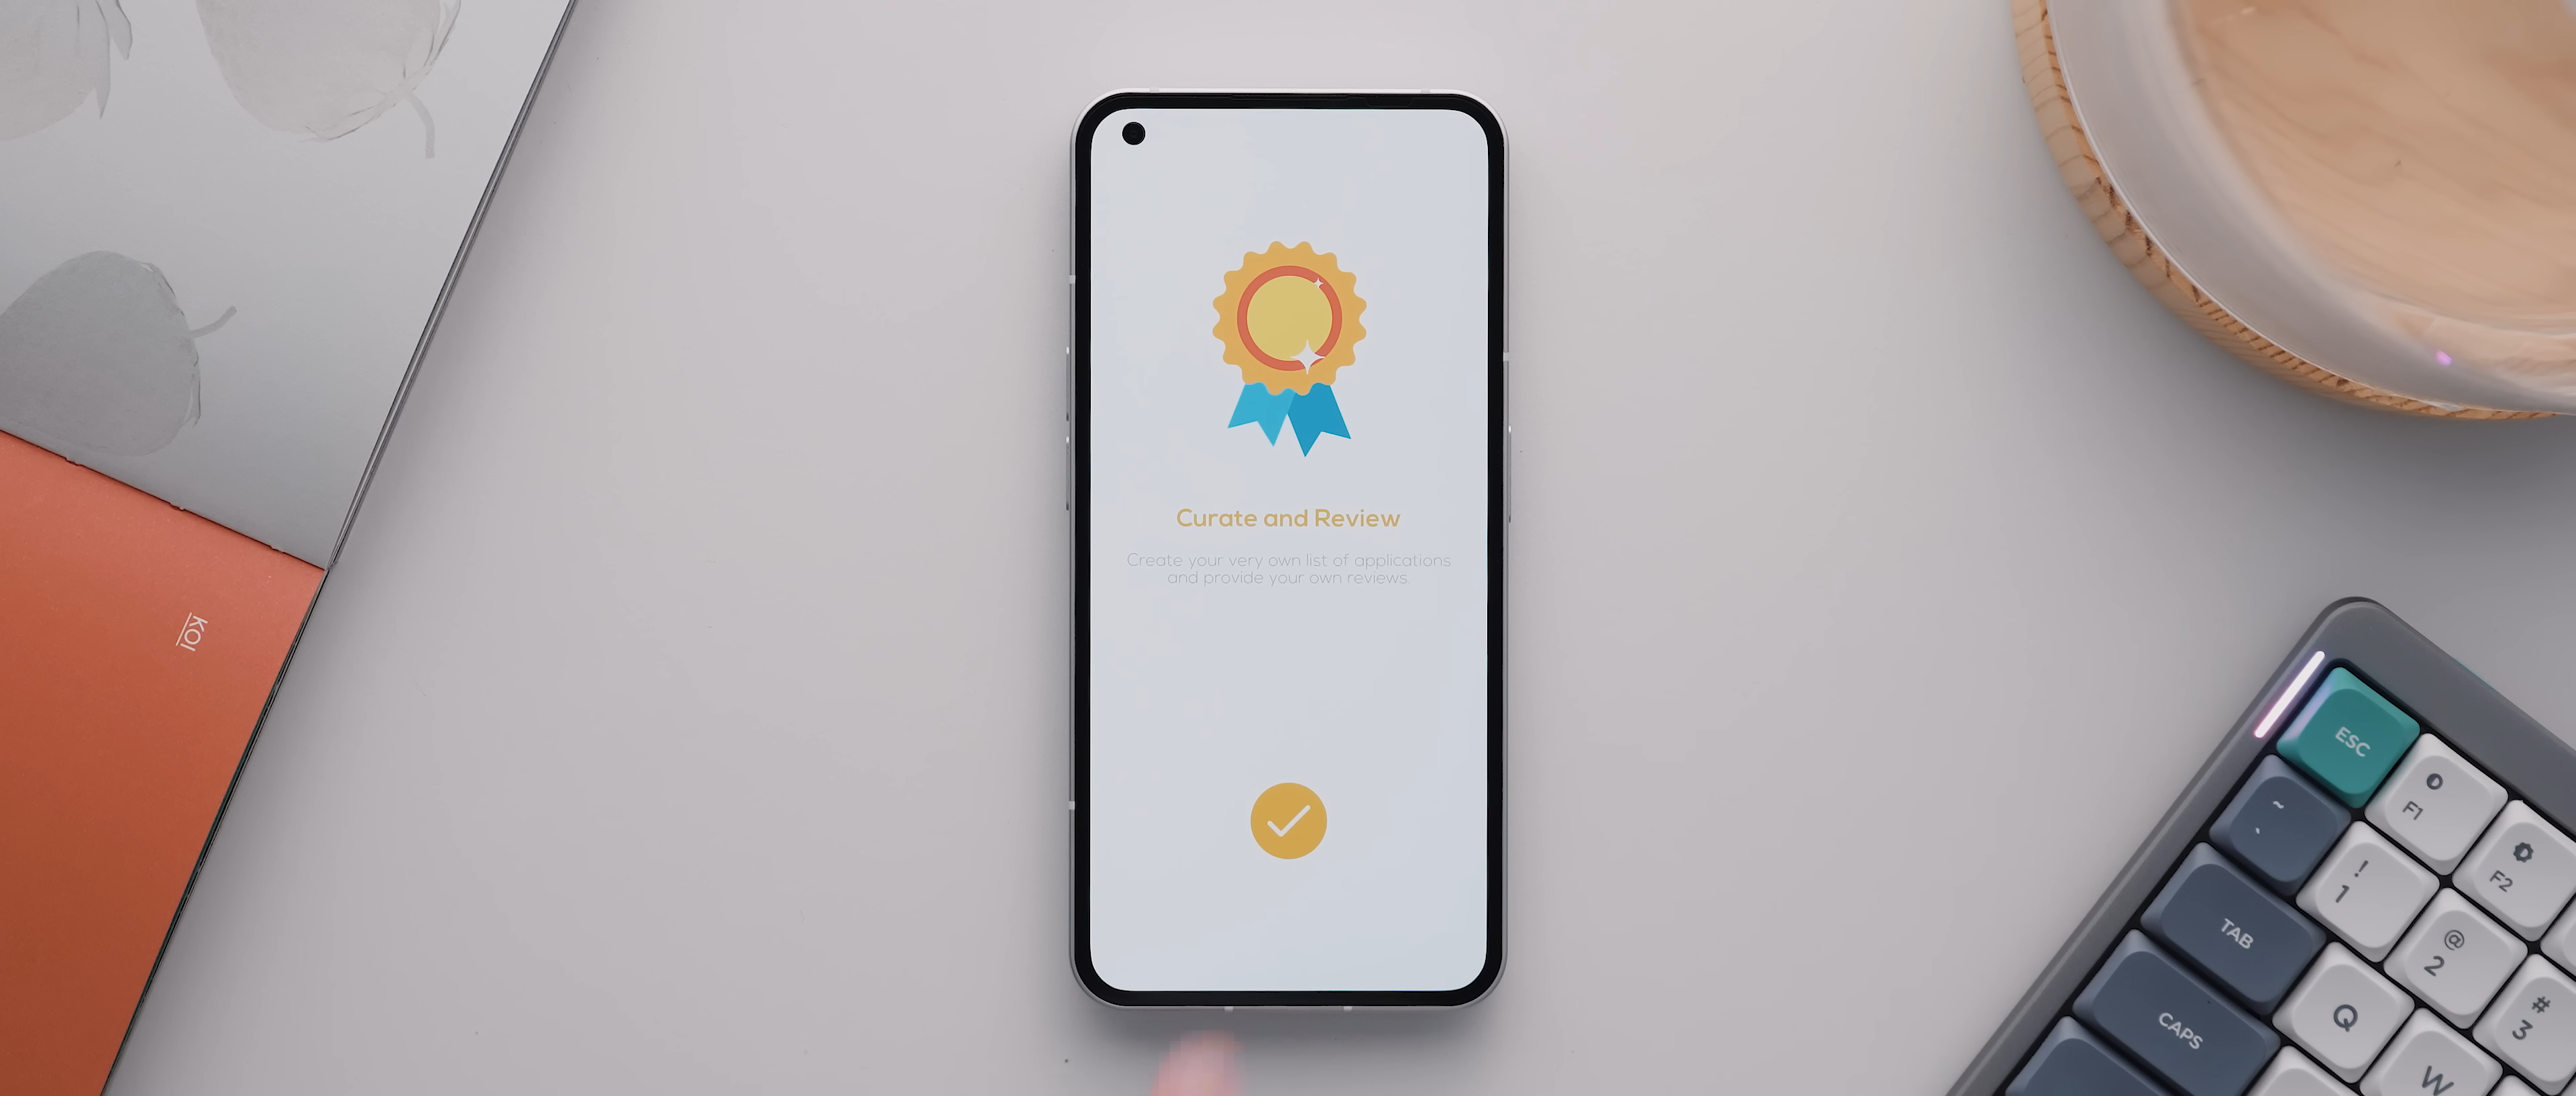 Curate and Review
Create your very own list of applications
and provide your own reviews.
KOI
ESC
F1
F2
~
`
!
1
@
2
#
3
TAB
Q
W
CAPS